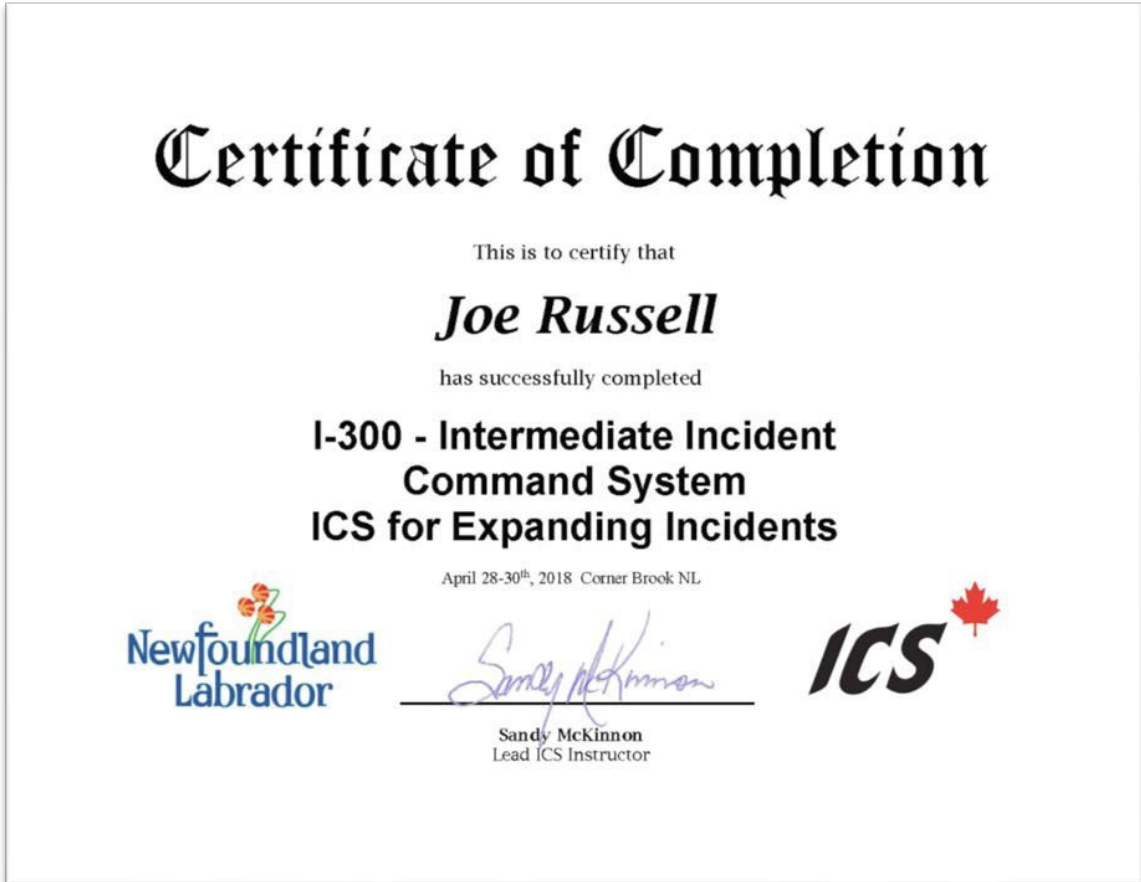 Certificate of Completion
This is to certify that
Joe Russell
has successfully completed
I-300 - Intermediate Incident
Command System
ICS for Expanding Incidents
April 28-30th, 2018 Corner Brook NL
Newfoundland
Labrador
Sandy McKinnon
ICS
Sandy McKinnon
Lead ICS Instructor